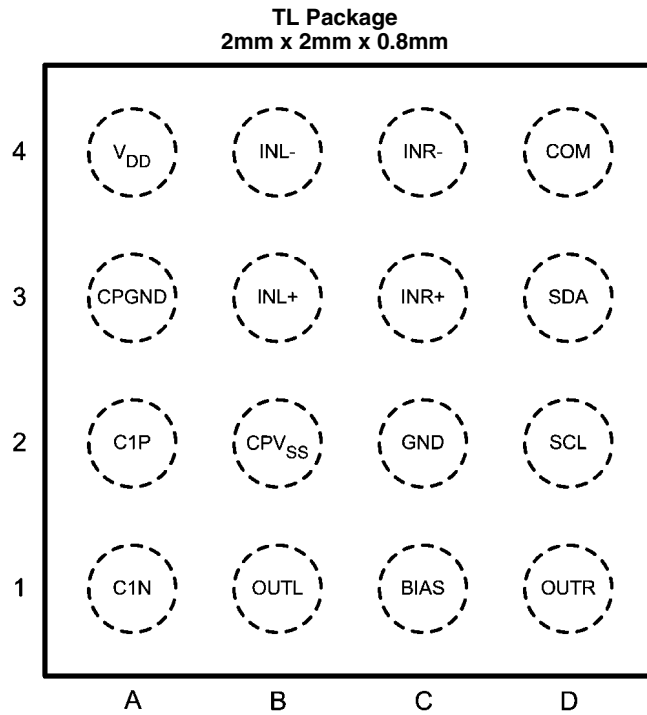 TL Package
2mm x 2mm x 0.8mm
4 VDD INL- INR- COM
3 CPGND INL+ INR+ SDA
2 C1P CPVSS GND SCL
1 C1N OUTL BIAS OUTR
A B C D